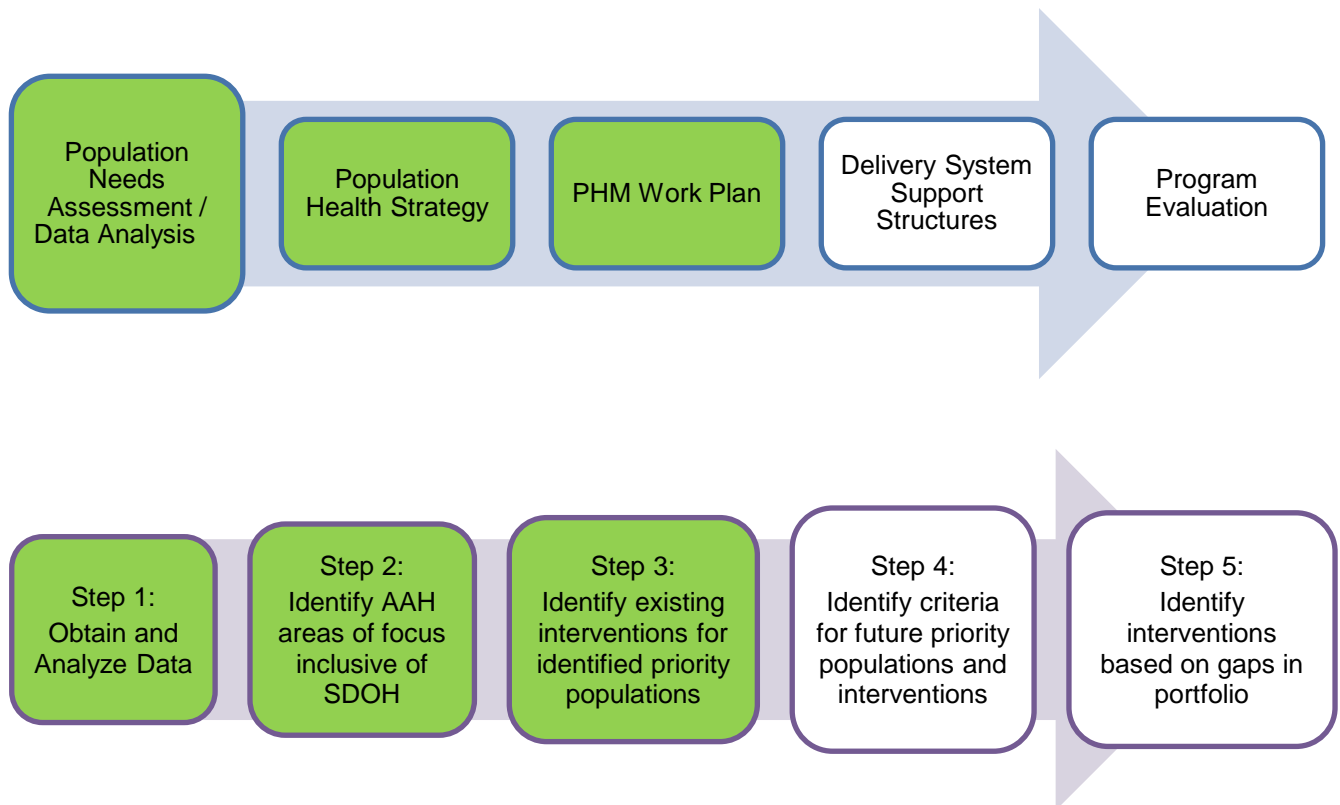 Population
Needs
Assessment /
Data Analysis
Population
Health Strategy
PHM Work Plan
Delivery System
Support
Structures
Program
Evaluation
Step 1:
Obtain and
Analyze Data
Step 2:
Identify AAH
areas of focus
inclusive of
SDOH
Step 3:
Identify existing
interventions for
identified priority
populations
Step 4:
Identify criteria
for future priority
populations and
interventions
Step 5:
Identify
interventions
based on gaps in
portfolio